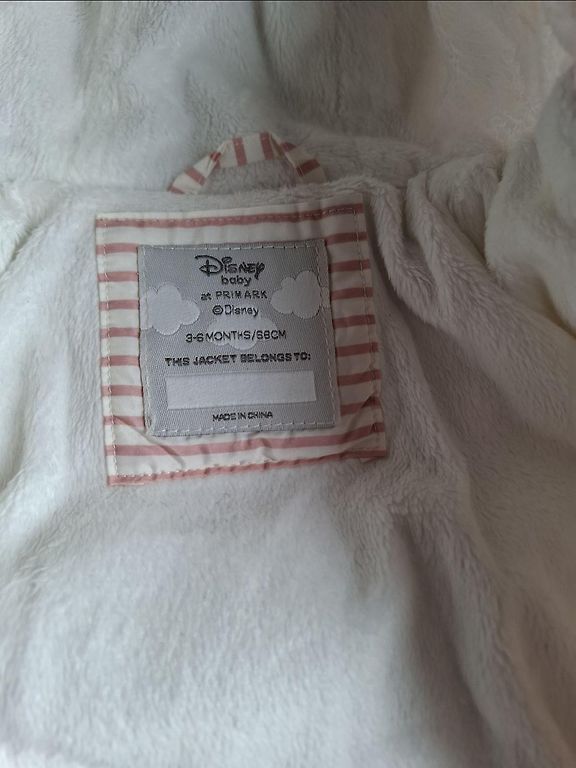 Disney
baby
at PRIMARK
©Disney
3-6 MONTHS/68CM
THIS JACKET BELONGS TO:
MADE IN CHINA